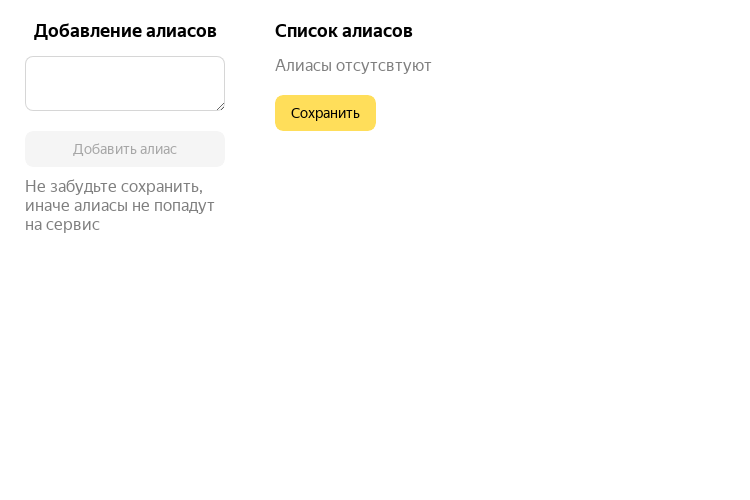 Добавление алиасов
Добавить алиас
Не забудьте сохранить,
иначе алиасы не попадут
на сервис
Список алиасов
Алиасы отсутсвтуют
Сохранить